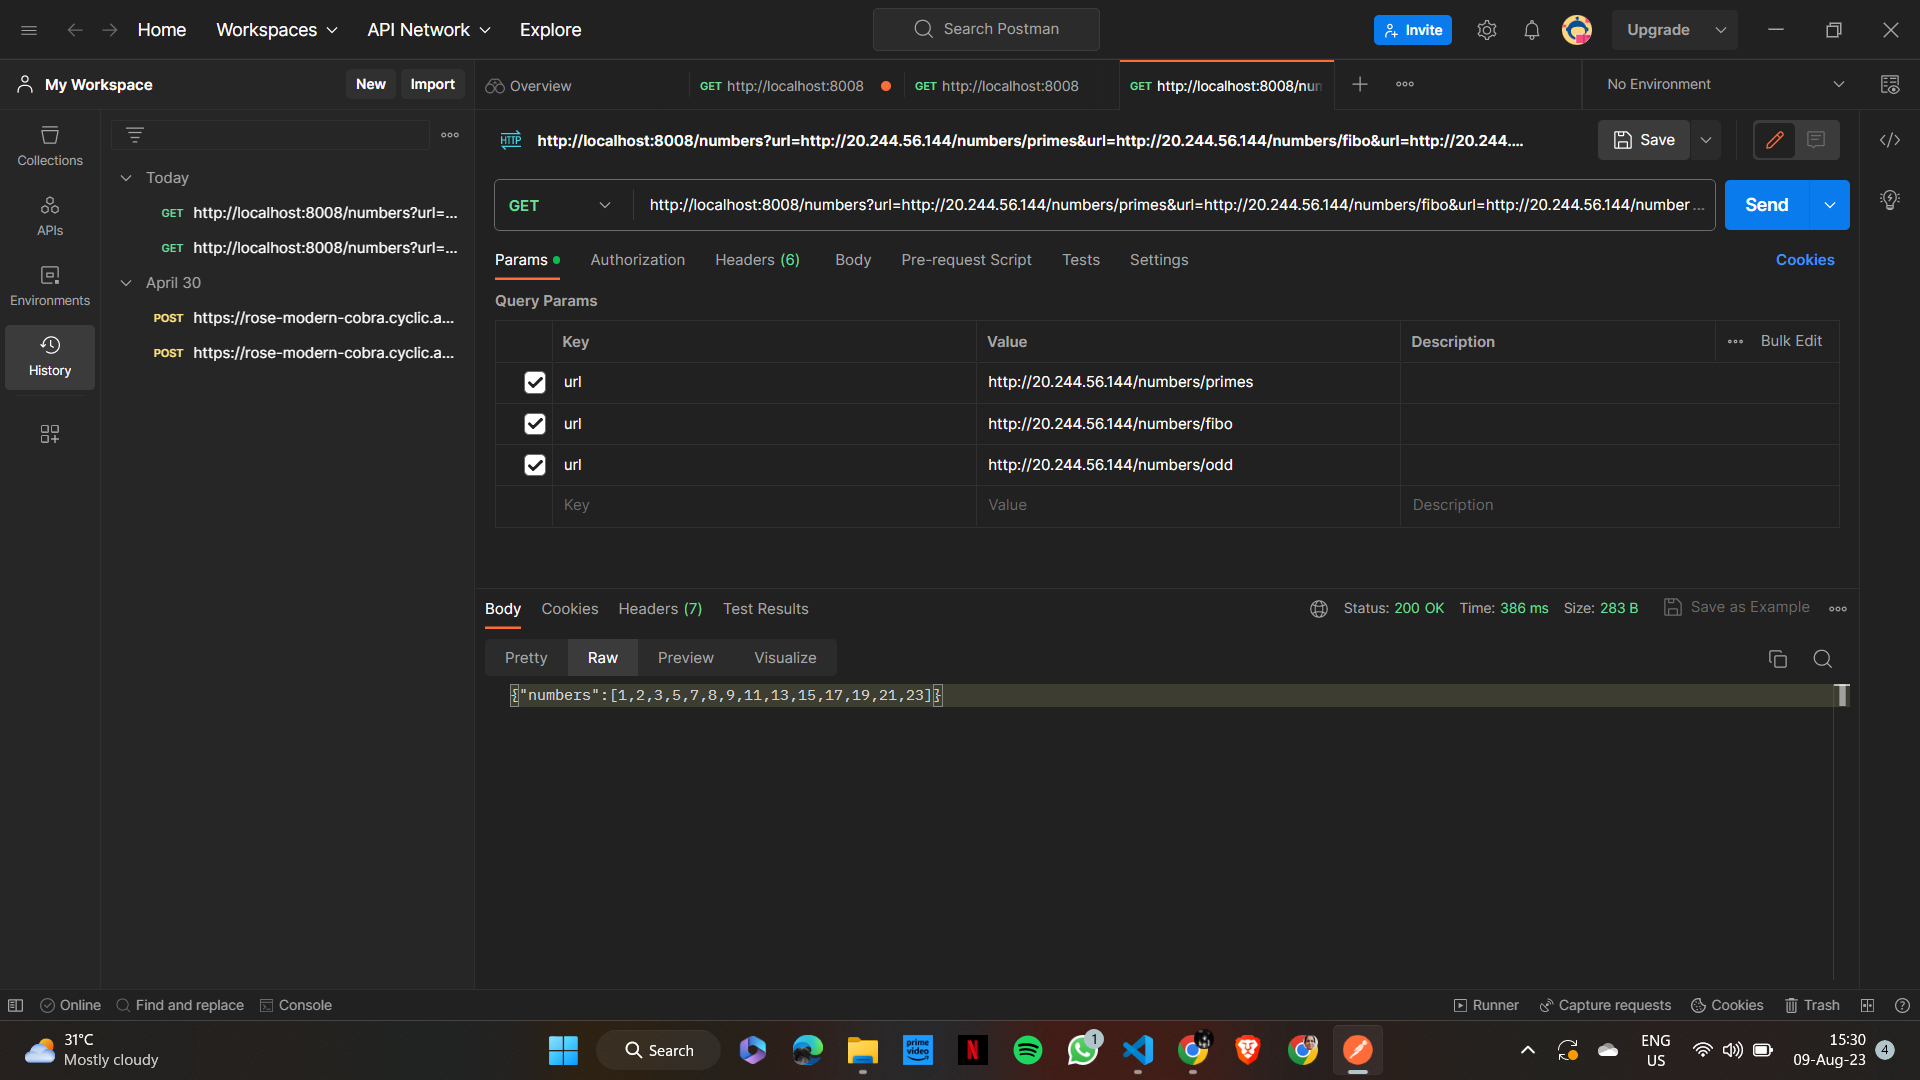 Home Workspaces API Network Explore Search Postman Invite Upgrade
My Workspace New Import Overview GET http://localhost:8008 GET http://localhost:8008 GET http://localhost:8008/num No Environment
http://localhost:8008/numbers?url=http://20.244.56.144/numbers/primes&url=http://20.244.56.144/numbers/fibo&url=http://20.244.... Save
Collections
APIs
Environments
History
Today
GET http://localhost:8008/numbers?url=...
GET http://localhost:8008/numbers?url=...
April 30
POST https://rose-modern-cobra.cyclic.a...
POST https://rose-modern-cobra.cyclic.a...
GET http://localhost:8008/numbers?url=http://20.244.56.144/numbers/primes&url=http://20.244.56.144/numbers/fibo&url=http://20.244.56.144/number ... Send
Params Authorization Headers (6) Body Pre-request Script Tests Settings Cookies
Query Params
Key Value Description Bulk Edit
url http://20.244.56.144/numbers/primes
url http://20.244.56.144/numbers/fibo
url http://20.244.56.144/numbers/odd
Key Value Description
Body Cookies Headers (7) Test Results Status: 200 OK Time: 386 ms Size: 283 B Save as Example
Pretty Raw Preview Visualize
{"numbers":[1,2,3,5,7,8,9,11,13,15,17,19,21,23]}
Online Find and replace Console Runner Capture requests Cookies Trash
31°C
Mostly cloudy
Search
prime video
N
1
ENG
US
15:30
09-Aug-23
4